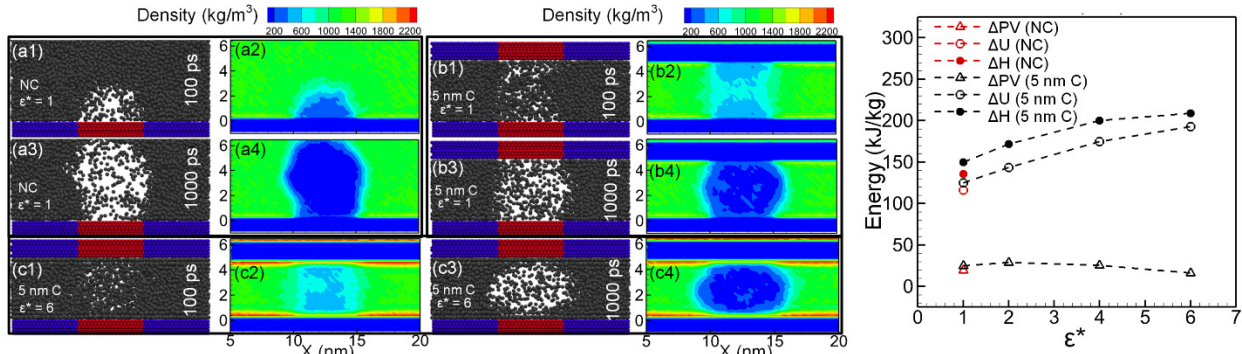 Density (kg/m³)
200 600 1000 1400 1800 2200
Density (kg/m³)
200 600 1000 1400 1800 2200
(a1)
NC
ε* = 1
100 ps
(a2)
6
4
2
0
(b1)
5 nm C
ε* = 1
100 ps
(b2)
6
4
2
0
(a3)
NC
ε* = 1
1000 ps
(a4)
6
4
2
0
(b3)
5 nm C
ε* = 1
1000 ps
(b4)
6
4
2
0
(c1)
5 nm C
ε* = 6
100 ps
(c2)
6
4
2
0
(c3)
5 nm C
ε* = 6
1000 ps
(c4)
6
4
2
0
5 10 15 20
X (nm)
5 10 15 20
X (nm)
Energy (kJ/kg)
300
250
200
150
100
50
0
ΔPV (NC)
ΔU (NC)
ΔH (NC)
ΔPV (5 nm C)
ΔU (5 nm C)
ΔH (5 nm C)
0 1 2 3 4 5 6 7
ε*